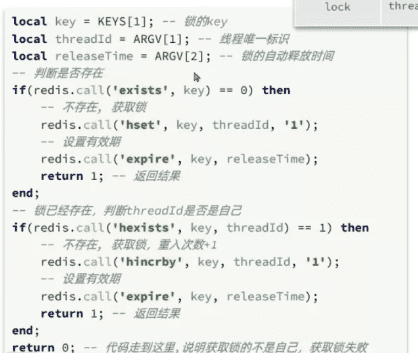 lock
threa
local key = KEYS[1]; -- 锁的key
local threadId = ARGV[1]; -- 线程唯一标识
local releaseTime = ARGV[2]; -- 锁的自动释放时间
-- 判断是否存在
if(redis.call('exists', key) == 0) then
-- 不存在, 获取锁
redis.call('hset', key, threadId, '1');
-- 设置有效期
redis.call('expire', key, releaseTime);
return 1; -- 返回结果
end;
-- 锁已经存在，判断threadId是否是自己
if(redis.call('hexists', key, threadId) == 1) then
-- 不存在, 获取锁，重入次数+1
redis.call('hincrby', key, threadId, '1');
-- 设置有效期
redis.call('expire', key, releaseTime);
return 1; -- 返回结果
end;
return 0; -- 代码走到这里,说明获取锁的不是自己，获取锁失败